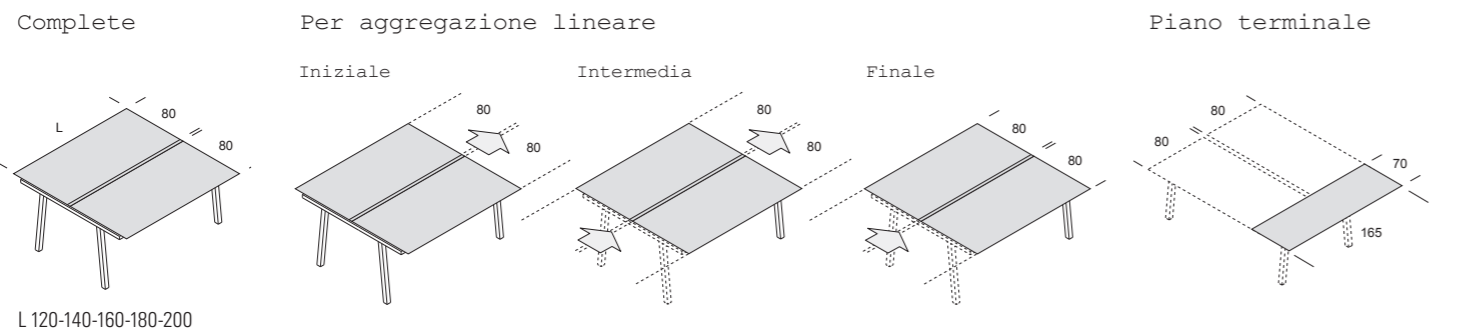 Complete
Per aggregazione lineare
Piano terminale
Iniziale
Intermedia
Finale
L
80
80
80
80
80
80
80
80
80
80
70
165
L 120-140-160-180-200